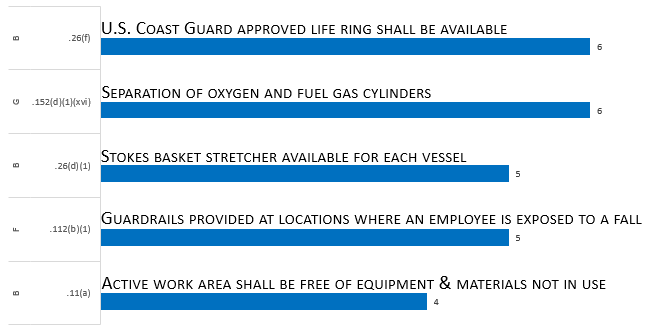 B .26(f) U.S. Coast Guard approved life ring shall be available 6
G .152(d)(1)(xvi) Separation of oxygen and fuel gas cylinders 6
B .26(d)(1) Stokes basket stretcher available for each vessel 5
F .112(b)(1) Guardrails provided at locations where an employee is exposed to a fall 5
B .11(a) Active work area shall be free of equipment & materials not in use 4